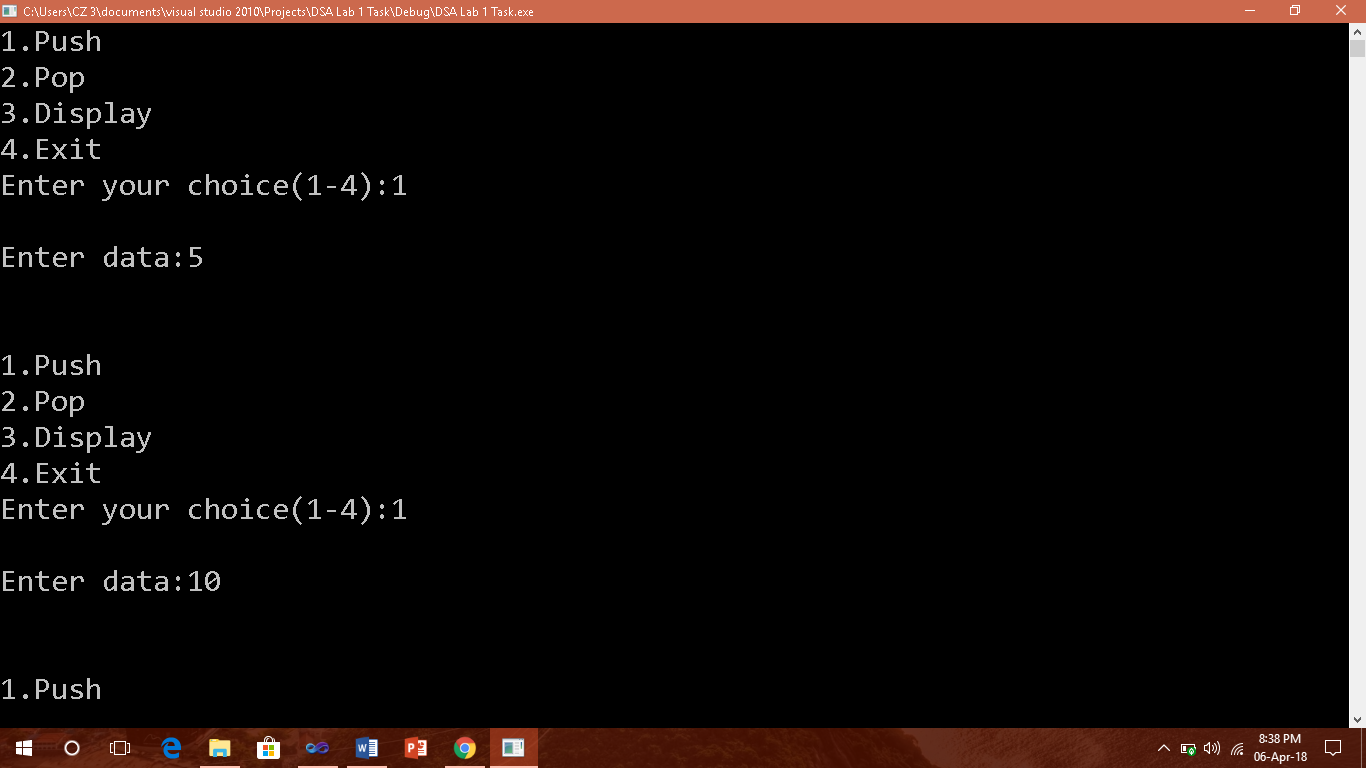 C:\Users\CZ 3\documents\visual studio 2010\Projects\DSA Lab 1 Task\Debug\DSA Lab 1 Task.exe
1.Push
2.Pop
3.Display
4.Exit
Enter your choice(1-4):1
Enter data:5
1.Push
2.Pop
3.Display
4.Exit
Enter your choice(1-4):1
Enter data:10
1.Push
8:38 PM
06-Apr-18